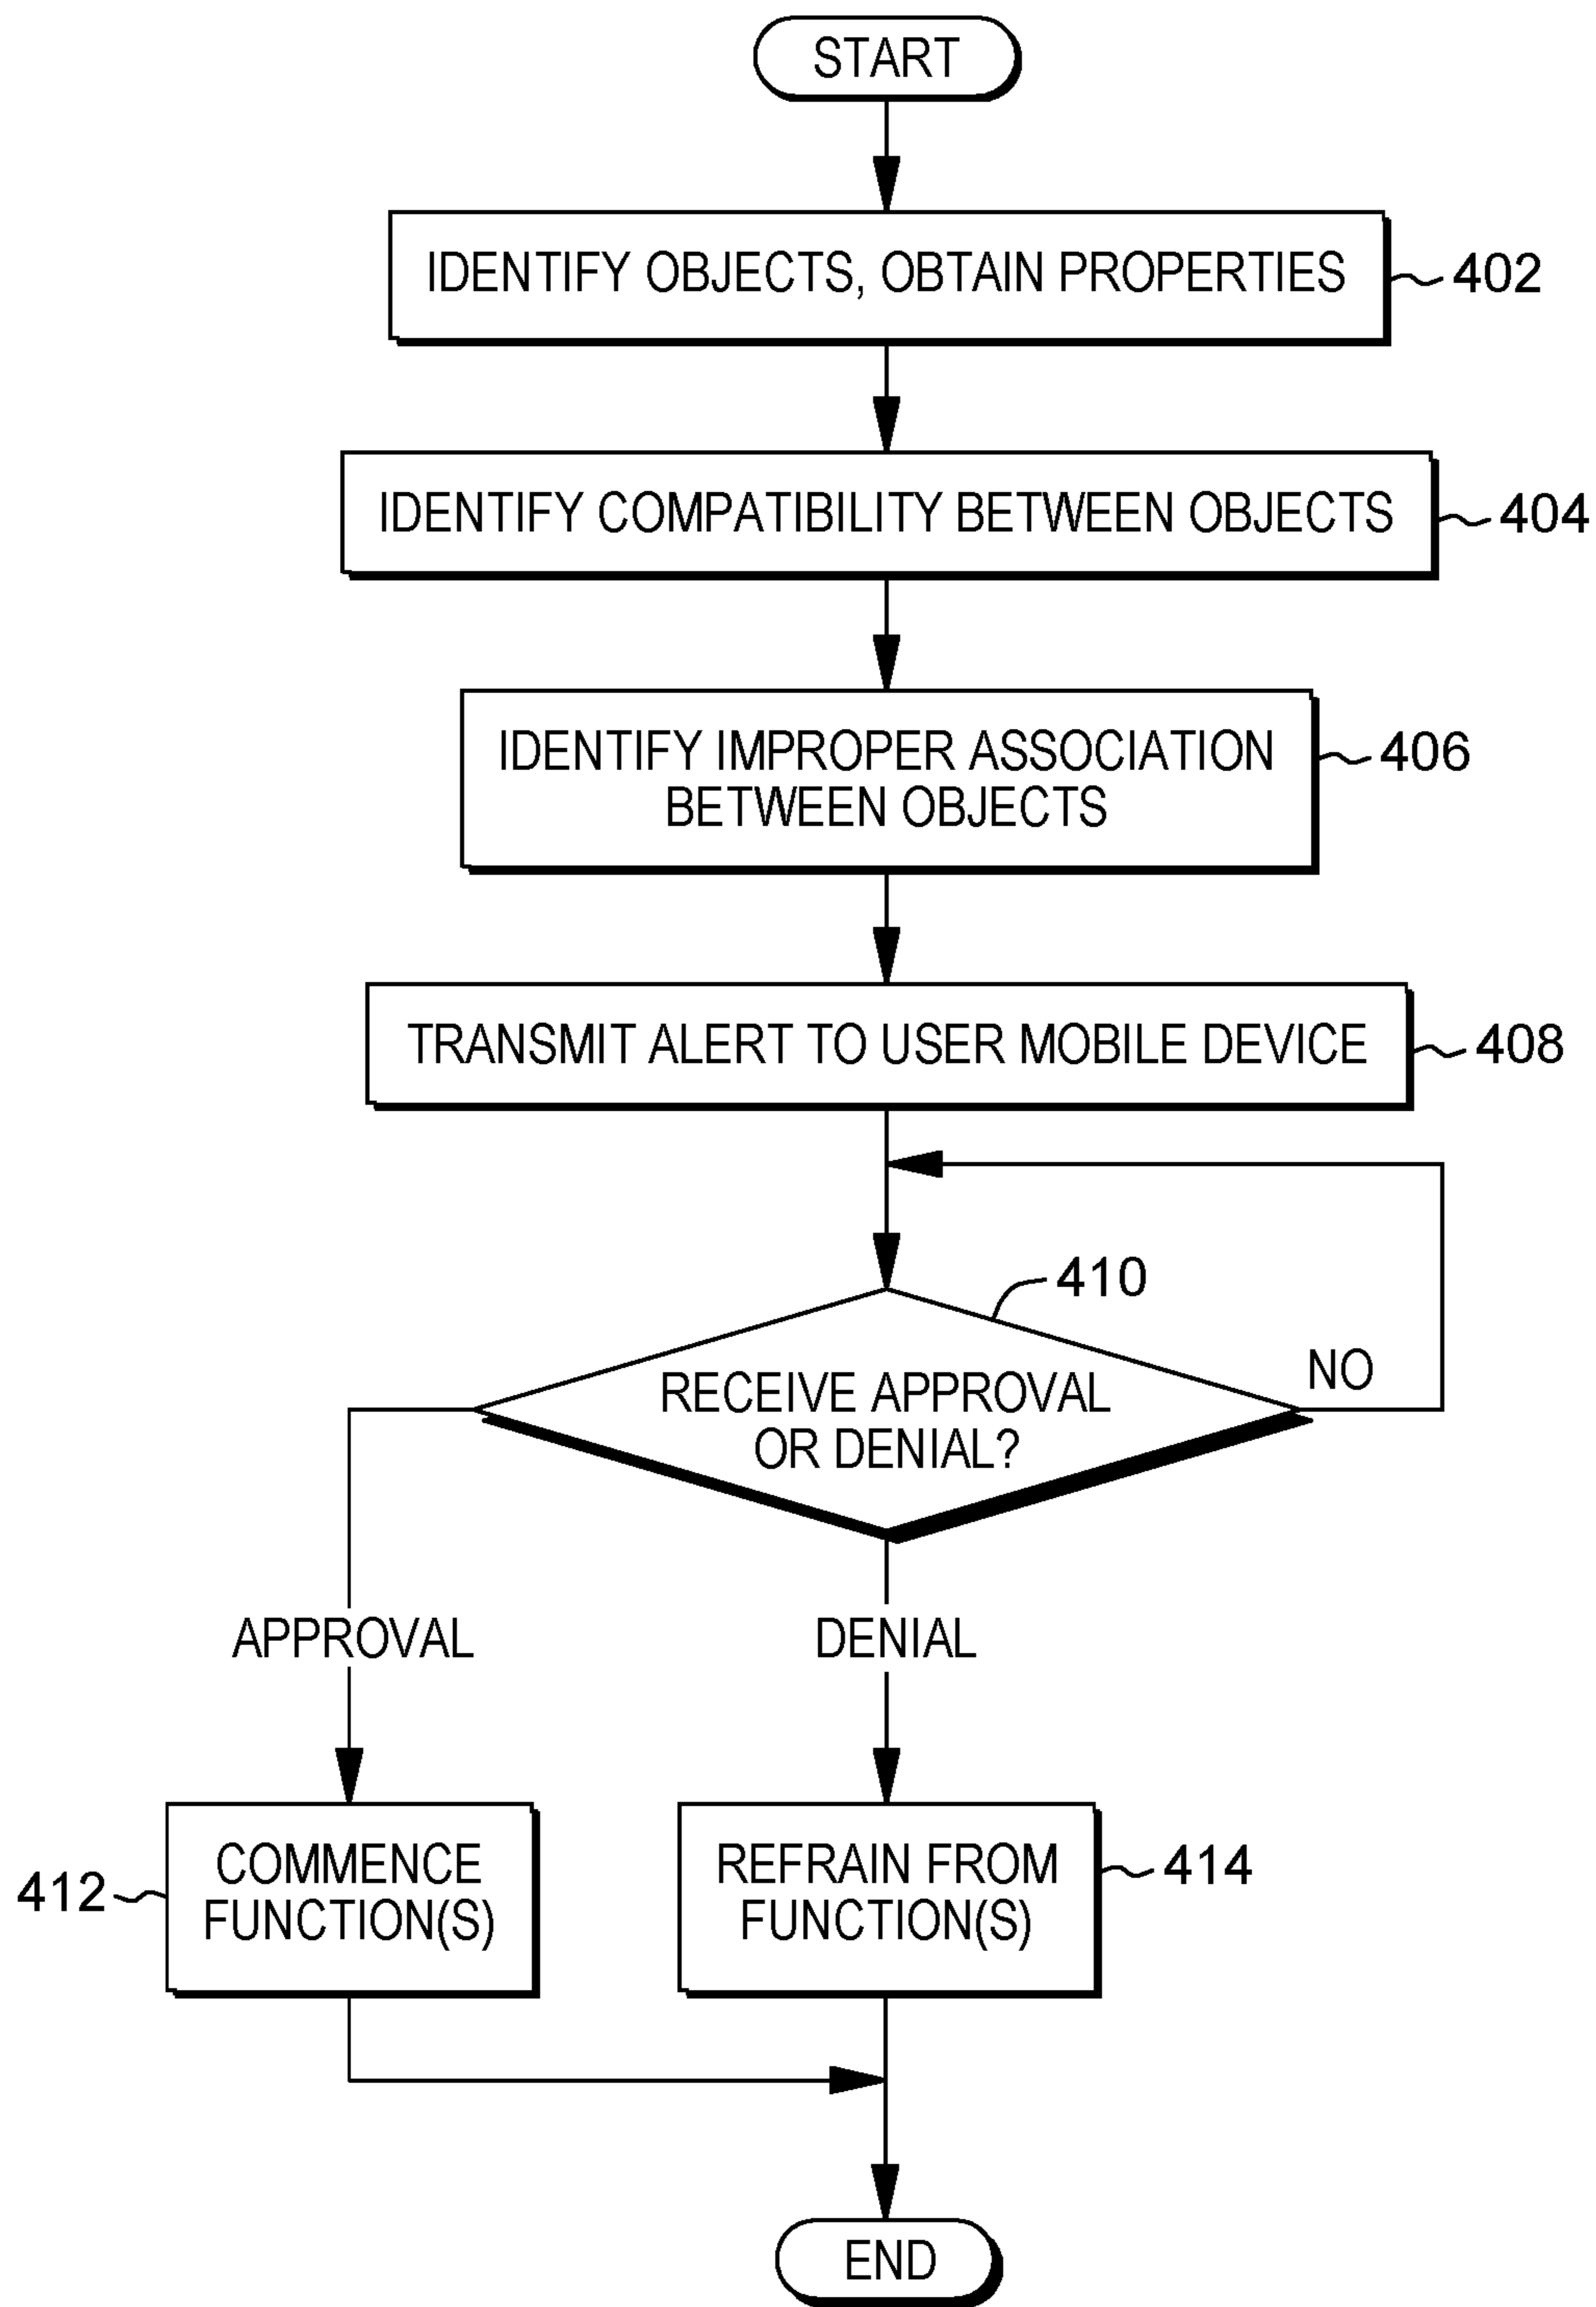 START
IDENTIFY OBJECTS, OBTAIN PROPERTIES
402
IDENTIFY COMPATIBILITY BETWEEN OBJECTS
404
IDENTIFY IMPROPER ASSOCIATION
BETWEEN OBJECTS
406
TRANSMIT ALERT TO USER MOBILE DEVICE
408
410
RECEIVE APPROVAL
OR DENIAL?
NO
APPROVAL
DENIAL
412
COMMENCE
FUNCTION(S)
REFRAIN FROM
FUNCTION(S)
414
END